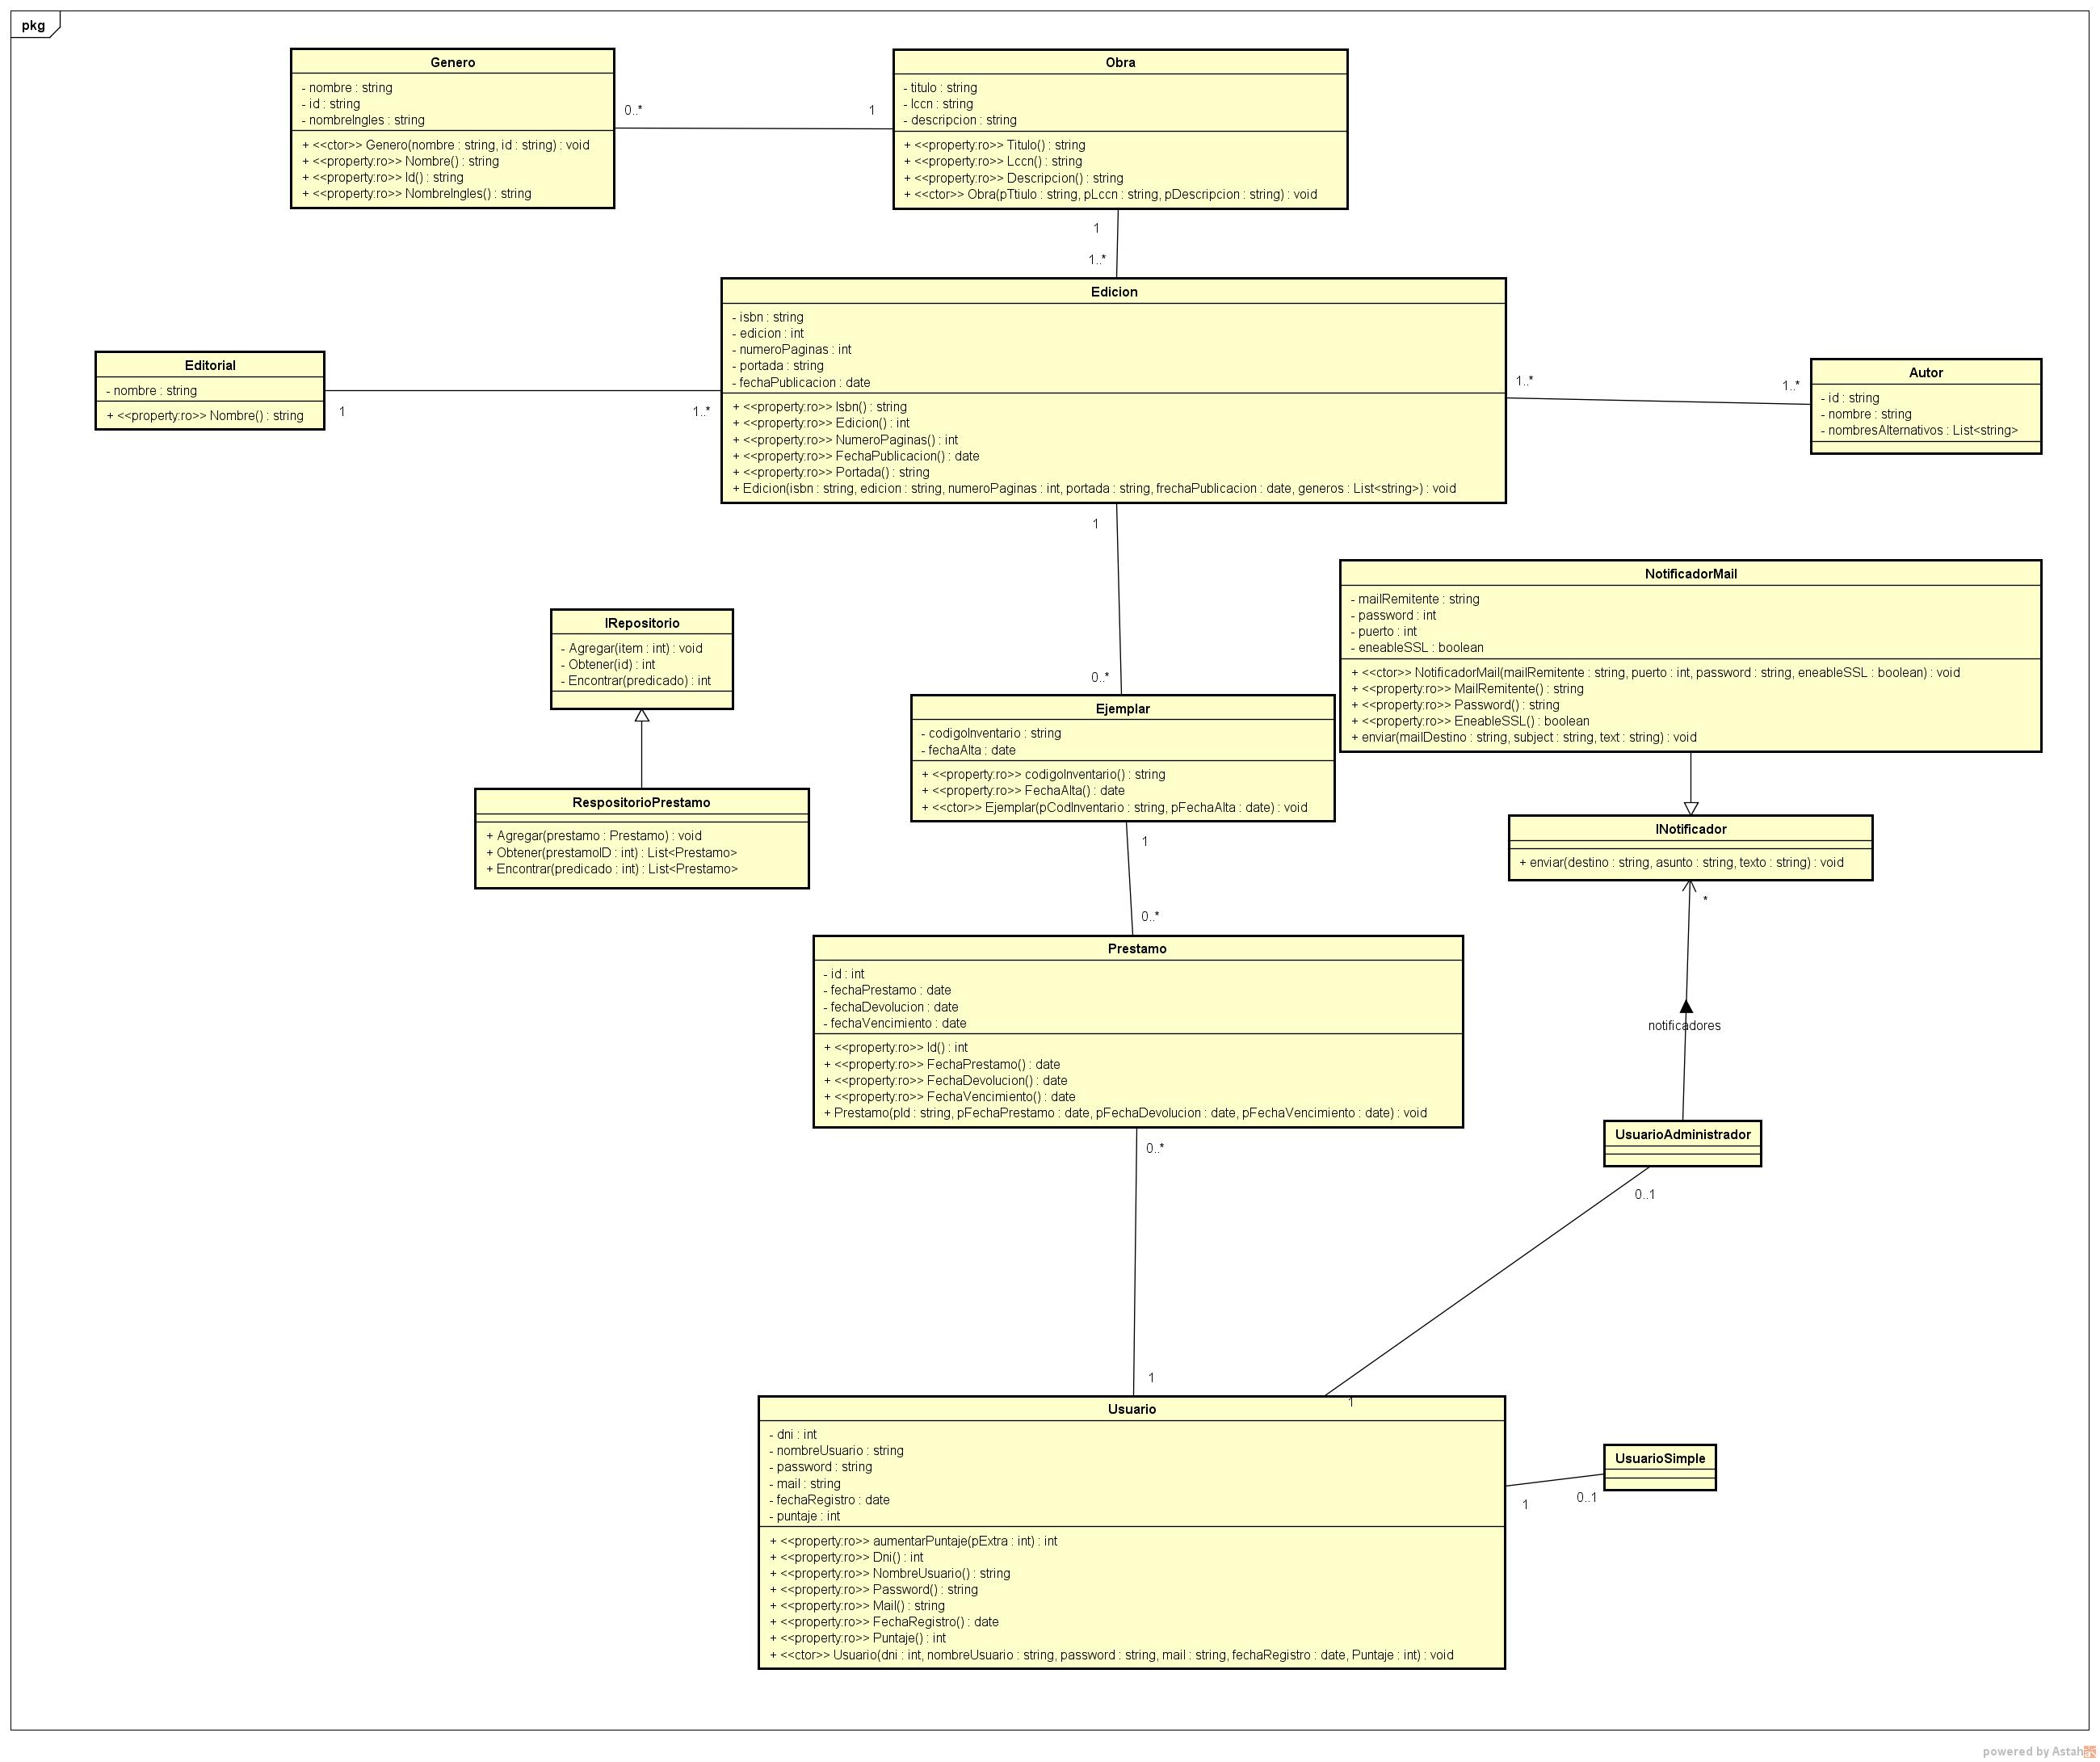 pkg
Genero
- nombre : string
- id : string
- nombreIngles : string
+ <<ctor>> Genero(nombre : string, id : string) : void
+ <<property:ro>> Nombre() : string
+ <<property:ro>> Id() : string
+ <<property:ro>> NombreIngles() : string
0..*
1
Obra
- titulo : string
- lccn : string
- descripcion : string
+ <<property:ro>> Titulo() : string
+ <<property:ro>> Lccn() : string
+ <<property:ro>> Descripcion() : string
+ <<ctor>> Obra(pTtiulo : string, pLccn : string, pDescripcion : string) : void
1
1..*
Edicion
- isbn : string
- edicion : int
- numeroPaginas : int
- portada : string
- fechaPublicacion : date
+ <<property:ro>> Isbn() : string
+ <<property:ro>> Edicion() : int
+ <<property:ro>> NumeroPaginas() : int
+ <<property:ro>> FechaPublicacion() : date
+ <<property:ro>> Portada() : string
+ Edicion(isbn : string, edicion : string, numeroPaginas : int, portada : string, frechaPublicacion : date, generos : List<string>) : void
Editorial
- nombre : string
+ <<property:ro>> Nombre() : string
1
1..*
1..*
1..*
Autor
- id : string
- nombre : string
- nombresAlternativos : List<string>
1
0..*
NotificadorMail
- mailRemitente : string
- password : int
- puerto : int
- eneableSSL : boolean
+ <<ctor>> NotificadorMail(mailRemitente : string, puerto : int, password : string, eneableSSL : boolean) : void
+ <<property:ro>> MailRemitente() : string
+ <<property:ro>> Password() : string
+ <<property:ro>> EneableSSL() : boolean
+ enviar(mailDestino : string, subject : string, text : string) : void
IRepositorio
- Agregar(item : int) : void
- Obtener(id) : int
- Encontrar(predicado) : int
RespositorioPrestamo
+ Agregar(prestamo : Prestamo) : void
+ Obtener(prestamoID : int) : List<Prestamo>
+ Encontrar(predicado : int) : List<Prestamo>
Ejemplar
- codigoInventario : string
- fechaAlta : date
+ <<property:ro>> codigoInventario() : string
+ <<property:ro>> FechaAlta() : date
+ <<ctor>> Ejemplar(pCodInventario : string, pFechaAlta : date) : void
1
0..*
INotificador
+ enviar(destino : string, asunto : string, texto : string) : void
*
notificadores
Prestamo
- id : int
- fechaPrestamo : date
- fechaDevolucion : date
- fechaVencimiento : date
+ <<property:ro>> Id() : int
+ <<property:ro>> FechaPrestamo() : date
+ <<property:ro>> FechaDevolucion() : date
+ <<property:ro>> FechaVencimiento() : date
+ Prestamo(pId : string, pFechaPrestamo : date, pFechaDevolucion : date, pFechaVencimiento : date) : void
0..*
1
UsuarioAdministrador
0..1
1
Usuario
- dni : int
- nombreUsuario : string
- password : string
- mail : string
- fechaRegistro : date
- puntaje : int
+ <<property:ro>> aumentarPuntaje(pExtra : int) : int
+ <<property:ro>> Dni() : int
+ <<property:ro>> NombreUsuario() : string
+ <<property:ro>> Password() : string
+ <<property:ro>> Mail() : string
+ <<property:ro>> FechaRegistro() : date
+ <<property:ro>> Puntaje() : int
+ <<ctor>> Usuario(dni : int, nombreUsuario : string, password : string, mail : string, fechaRegistro : date, Puntaje : int) : void
1
0..1
UsuarioSimple
powered by Astah